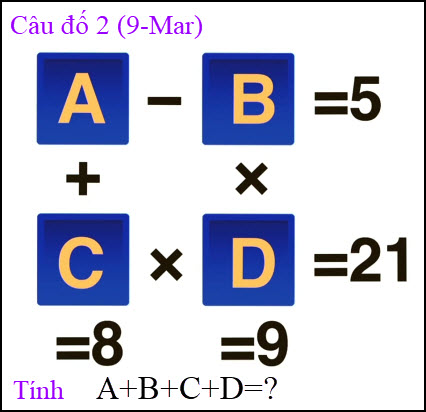 Câu đố 2 (9-Mar)
A − B =5
+ ×
C × D =21
=8 =9
Tính A+B+C+D=?